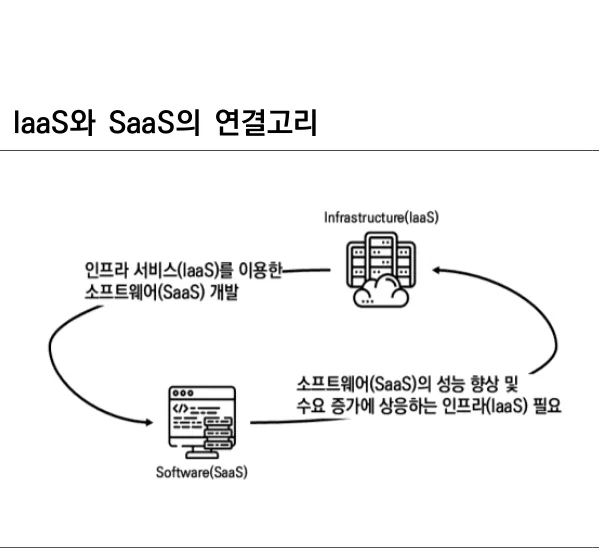 IaaS와 SaaS의 연결고리
Infrastructure(IaaS)
인프라 서비스(IaaS)를 이용한
소프트웨어(SaaS) 개발
소프트웨어(SaaS)의 성능 향상 및
수요 증가에 상응하는 인프라(IaaS) 필요
Software(SaaS)